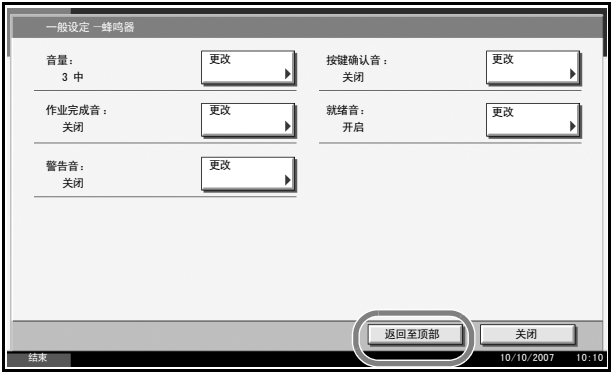 一般设定 －蜂鸣器
音量： 更改 按键确认音： 更改
3 中 关闭
作业完成音： 更改 就绪音： 更改
关闭 开启
警告音： 更改
关闭
返回至顶部 关闭
结束 10/10/2007 10:10